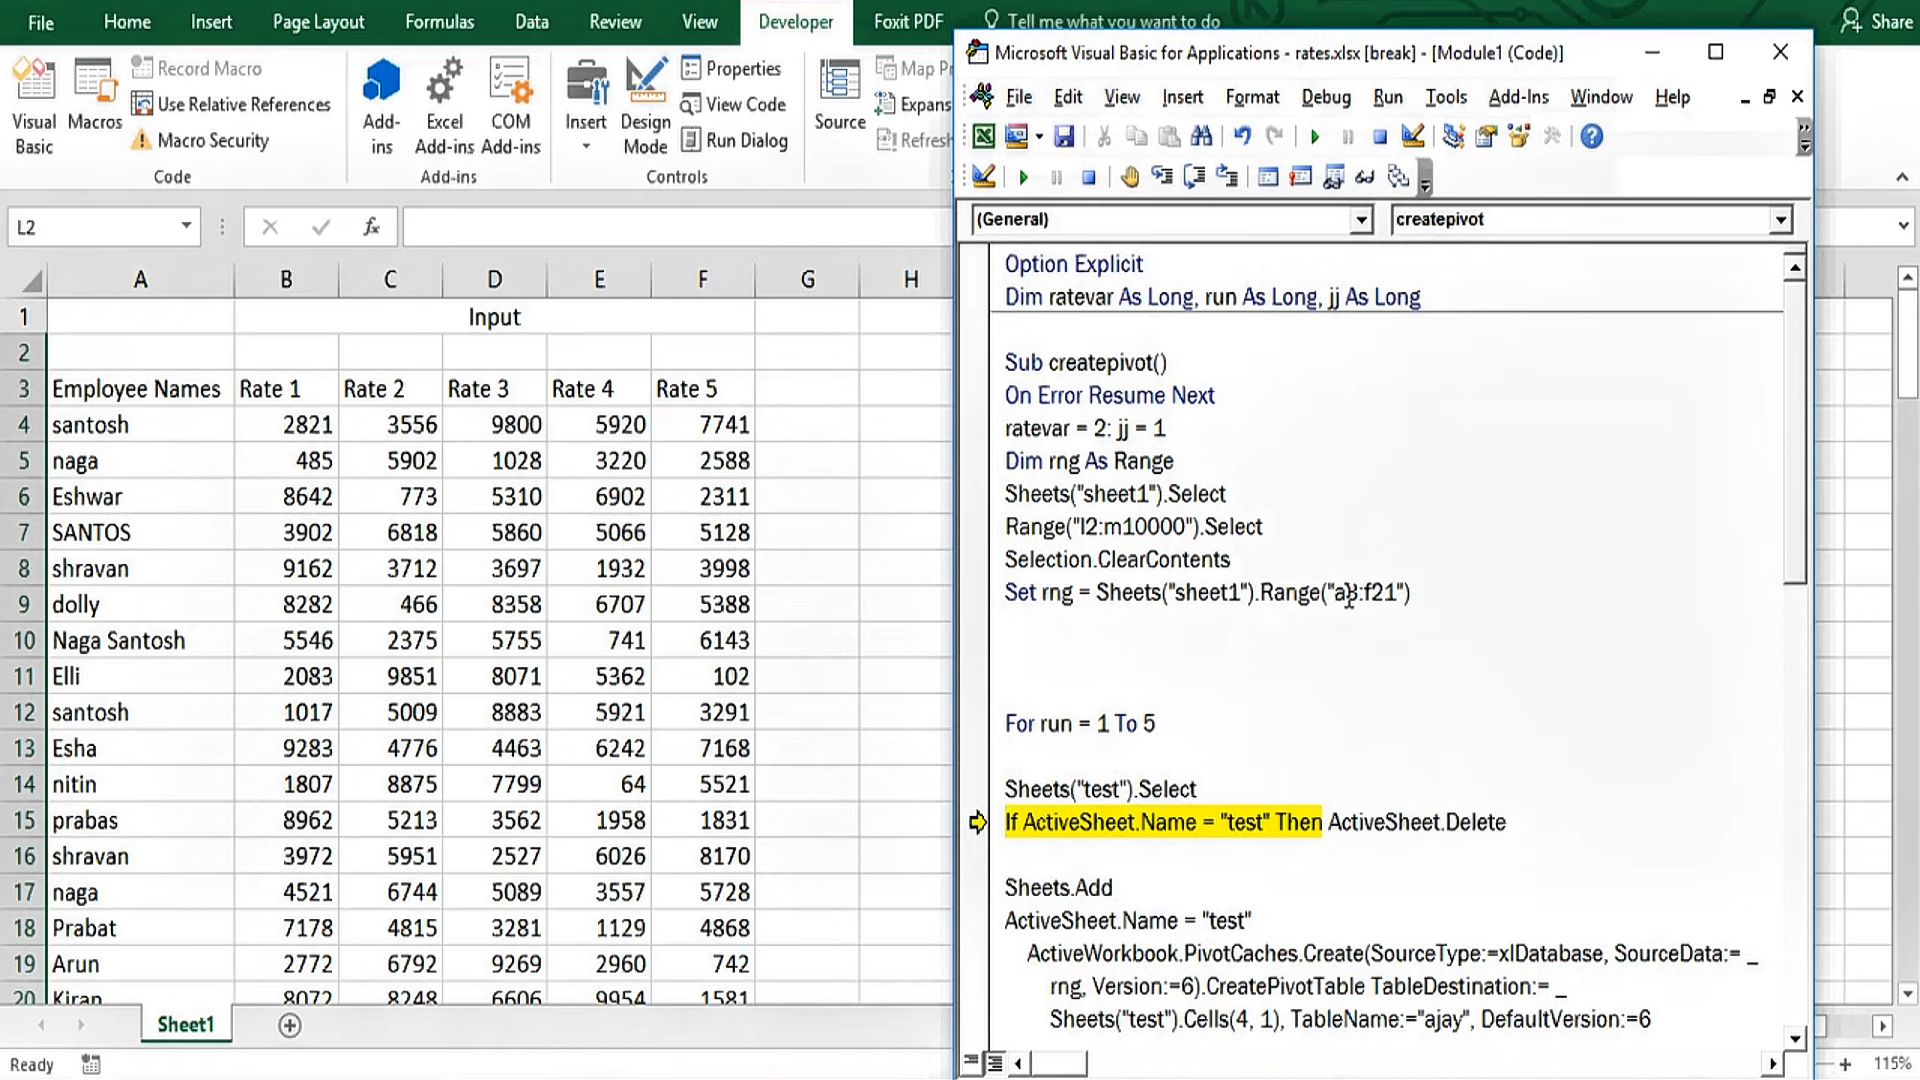 File Home Insert Page Layout Formulas Data Review View Developer Foxit PDF Tell me what you want to do Share
Visual Basic
Macros
Record Macro
Use Relative References
Macro Security
Code
Add-ins
Excel Add-ins
COM Add-ins
Add-ins
Insert
Design Mode
Properties
View Code
Run Dialog
Controls
Source
Map P
Expans
Refresh
L2
fx
A B C D E F G H
1 Input
2
3 Employee Names Rate 1 Rate 2 Rate 3 Rate 4 Rate 5
4 santosh 2821 3556 9800 5920 7741
5 naga 485 5902 1028 3220 2588
6 Eshwar 8642 773 5310 6902 2311
7 SANTOS 3902 6818 5860 5066 5128
8 shravan 9162 3712 3697 1932 3998
9 dolly 8282 466 8358 6707 5388
10 Naga Santosh 5546 2375 5755 741 6143
11 Elli 2083 9851 8071 5362 102
12 santosh 1017 5009 8883 5921 3291
13 Esha 9283 4776 4463 6242 7168
14 nitin 1807 8875 7799 64 5521
15 prabas 8962 5213 3562 1958 1831
16 shravan 3972 5951 2527 6026 8170
17 naga 4521 6744 5089 3557 5728
18 Prabat 7178 4815 3281 1129 4868
19 Arun 2772 6792 9269 2960 742
20 Kiran 8072 8248 6606 9954 1581
Sheet1
Ready
115%
Microsoft Visual Basic for Applications - rates.xlsx [break] - [Module1 (Code)]
File Edit View Insert Format Debug Run Tools Add-Ins Window Help
(General) createpivot
Option Explicit
Dim ratevar As Long, run As Long, jj As Long
Sub createpivot()
On Error Resume Next
ratevar = 2: jj = 1
Dim rng As Range
Sheets("sheet1").Select
Range("l2:m10000").Select
Selection.ClearContents
Set rng = Sheets("sheet1").Range("a3:f21")
For run = 1 To 5
Sheets("test").Select
If ActiveSheet.Name = "test" Then ActiveSheet.Delete
Sheets.Add
ActiveSheet.Name = "test"
ActiveWorkbook.PivotCaches.Create(SourceType:=xlDatabase, SourceData:= _
rng, Version:=6).CreatePivotTable TableDestination:= _
Sheets("test").Cells(4, 1), TableName:="ajay", DefaultVersion:=6